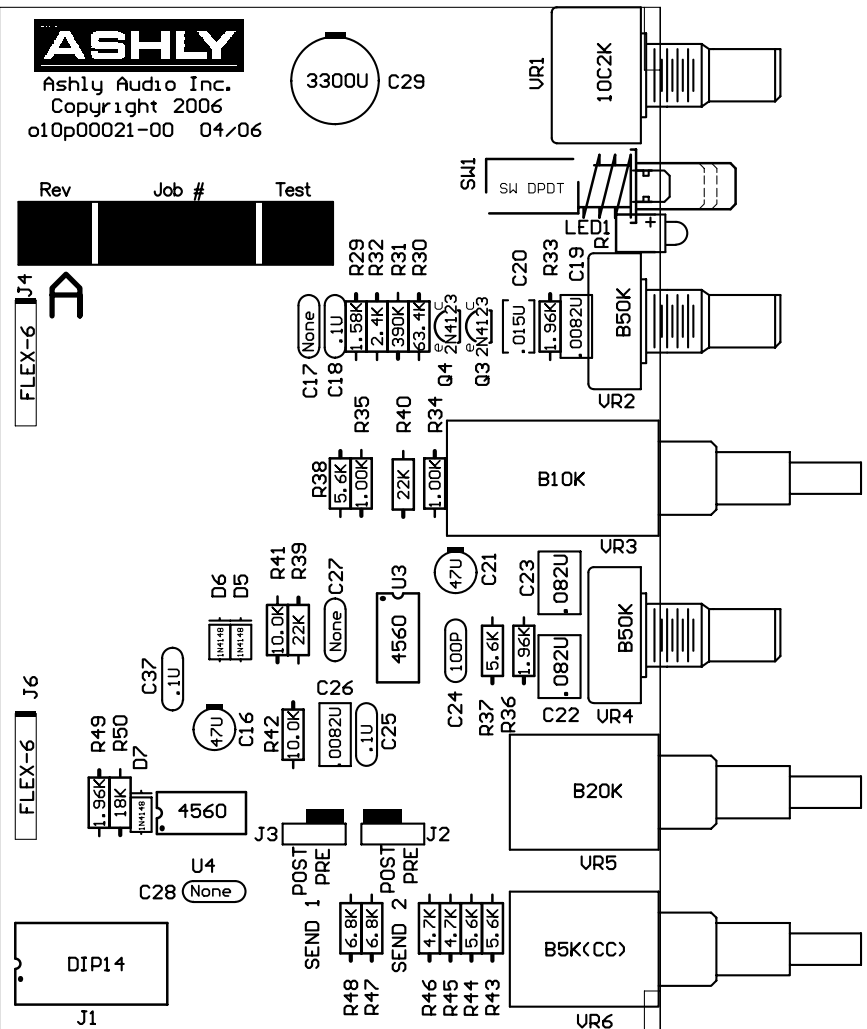 ASHLY
Ashly Audio Inc.
Copyright 2006
o10p00021-00 04/06
3300U C29
VR1
10C2K
SW1
SW DPDT
LED1
+
Rev Job # Test
A
J4
FLEX-6
R29
R32
R31
R30
C20
R33
C19
None
.1U
1.58K
2.4K
390K
63.4K
c
e
2N4123
c
e
2N4123
.015U
1.96K
.0082U
B50K
C17
C18
Q4
Q3
VR2
R35
R40
R34
R38
5.6K
1.00K
22K
1.00K
B10K
VR3
D6
D5
R41
R39
C27
U3
47U
C21
C23
.082U
1N4148
1N4148
10.0K
22K
None
4560
100P
5.6K
1.96K
.082U
B50K
C37
.1U
C24
R37
R36
C22
VR4
J6
FLEX-6
47U
C16
R42
10.0K
C26
.0082U
.1U
C25
R49
R50
D7
1.96K
18K
1N4148
4560
U4
B20K
VR5
J3
J2
POST
PRE
POST
PRE
C28 None
SEND 1
SEND 2
6.8K
6.8K
4.7K
4.7K
5.6K
5.6K
R48
R47
R46
R45
R44
R43
DIP14
J1
B5K(CC)
VR6